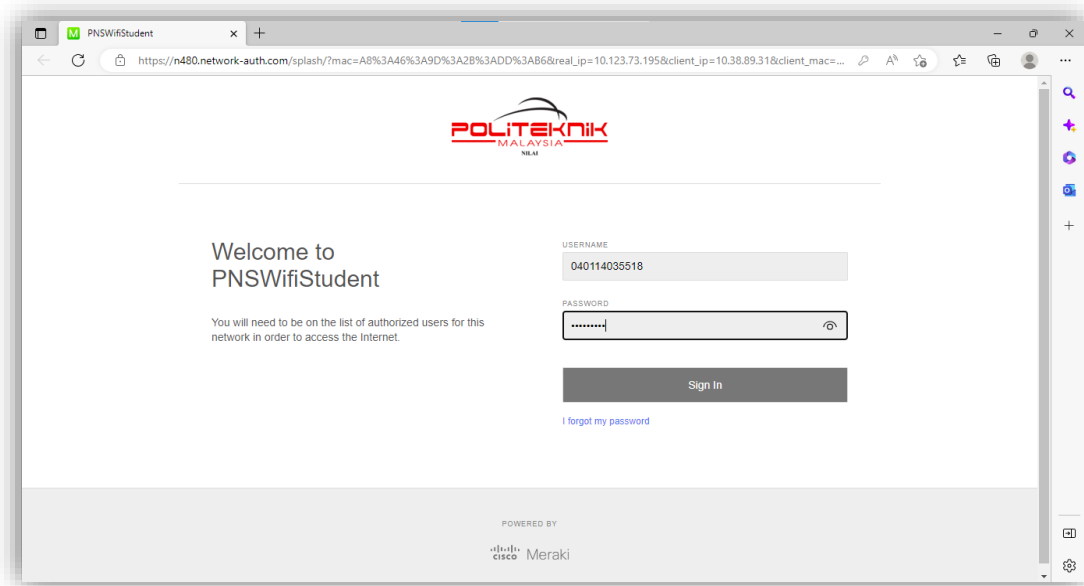 PNSWifiStudent
https://n480.network-auth.com/splash/?mac=A8%3A46%3A9D%3A2B%3ADD%3AB6&real_ip=10.123.73.195&client_ip=10.38.89.31&client_mac=...
POLITEKNIK
MALAYSIA
NILAI
Welcome to
PNSWifiStudent
You will need to be on the list of authorized users for this
network in order to access the Internet.
USERNAME
040114035518
PASSWORD
•••••••••
Sign In
I forgot my password
POWERED BY
CISCO Meraki